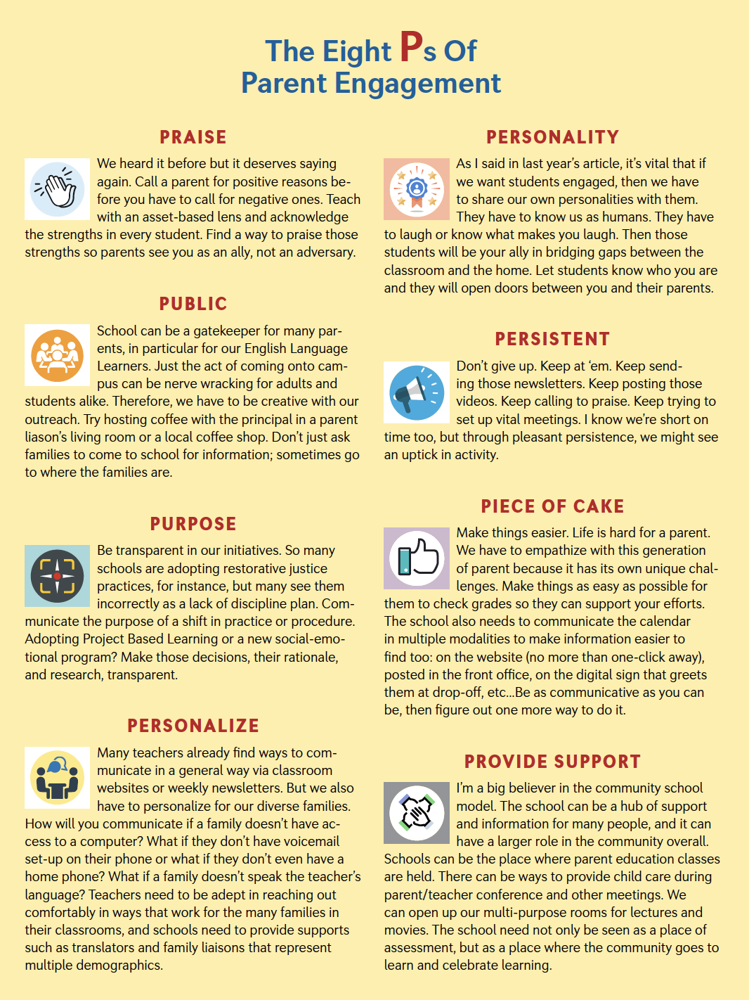 The Eight Ps Of
Parent Engagement
PRAISE
We heard it before but it deserves saying
again. Call a parent for positive reasons be-
fore you have to call for negative ones. Teach
with an asset-based lens and acknowledge
the strengths in every student. Find a way to praise those
strengths so parents see you as an ally, not an adversary.
PUBLIC
School can be a gatekeeper for many par-
ents, in particular for our English Language
Learners. Just the act of coming onto cam-
pus can be nerve wracking for adults and
students alike. Therefore, we have to be creative with our
outreach. Try hosting coffee with the principal in a parent
liason’s living room or a local coffee shop. Don’t just ask
families to come to school for information; sometimes go
to where the families are.
PURPOSE
Be transparent in our initiatives. So many
schools are adopting restorative justice
practices, for instance, but many see them
incorrectly as a lack of discipline plan. Com-
municate the purpose of a shift in practice or procedure.
Adopting Project Based Learning or a new social-emo-
tional program? Make those decisions, their rationale,
and research, transparent.
PERSONALIZE
Many teachers already find ways to com-
municate in a general way via classroom
websites or weekly newsletters. But we also
have to personalize for our diverse families.
How will you communicate if a family doesn’t have ac-
cess to a computer? What if they don’t have voicemail
set-up on their phone or what if they don’t even have a
home phone? What if a family doesn’t speak the teacher’s
language? Teachers need to be adept in reaching out
comfortably in ways that work for the many families in
their classrooms, and schools need to provide supports
such as translators and family liaisons that represent
multiple demographics.
PERSONALITY
As I said in last year’s article, it’s vital that if
we want students engaged, then we have
to share our own personalities with them.
They have to know us as humans. They have
to laugh or know what makes you laugh. Then those
students will be your ally in bridging gaps between the
classroom and the home. Let students know who you are
and they will open doors between you and their parents.
PERSISTENT
Don’t give up. Keep at ‘em. Keep send-
ing those newsletters. Keep posting those
videos. Keep calling to praise. Keep trying to
set up vital meetings. I know we’re short on
time too, but through pleasant persistence, we might see
an uptick in activity.
PIECE OF CAKE
Make things easier. Life is hard for a parent.
We have to empathize with this generation
of parent because it has its own unique chal-
lenges. Make things as easy as possible for
them to check grades so they can support your efforts.
The school also needs to communicate the calendar
in multiple modalities to make information easier to
find too: on the website (no more than one-click away),
posted in the front office, on the digital sign that greets
them at drop-off, etc...Be as communicative as you can
be, then figure out one more way to do it.
PROVIDE SUPPORT
I’m a big believer in the community school
model. The school can be a hub of support
and information for many people, and it can
have a larger role in the community overall.
Schools can be the place where parent education classes
are held. There can be ways to provide child care during
parent/teacher conference and other meetings. We
can open up our multi-purpose rooms for lectures and
movies. The school need not only be seen as a place of
assessment, but as a place where the community goes to
learn and celebrate learning.